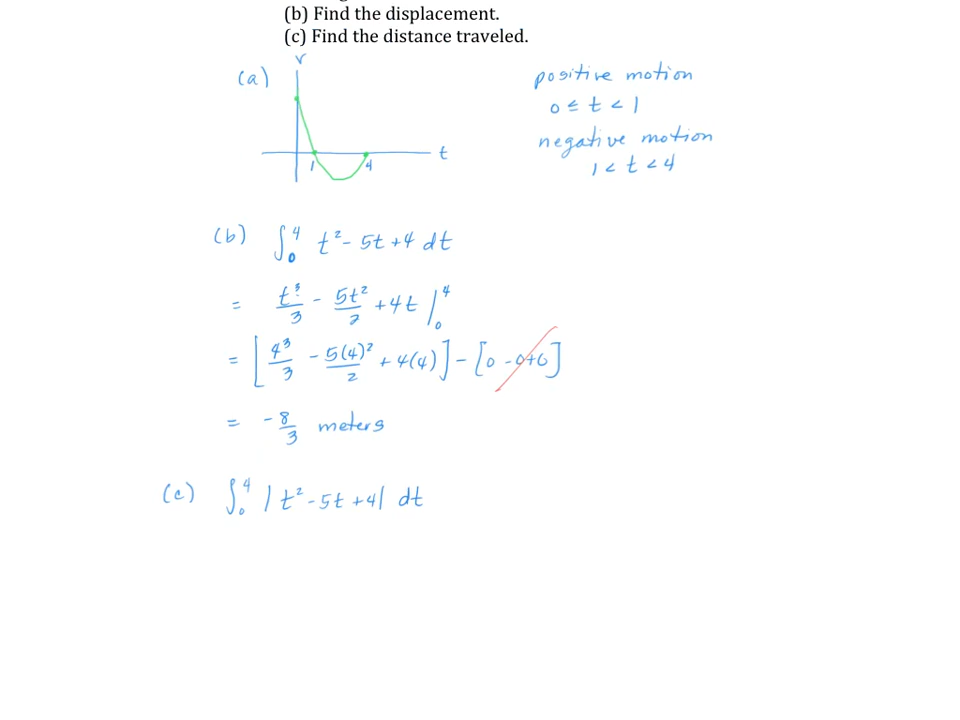 (b) Find the displacement.
(c) Find the distance traveled.
(a) v t 1 4
positive motion
0 ≤ t < 1
negative motion
1 < t < 4
(b) ∫₀⁴ t² - 5t + 4 dt
= t³/3 - 5t²/2 + 4t |₀⁴
= [4³/3 - 5(4)²/2 + 4(4)] - [0 - 0 + 0]
= -8/3 meters
(c) ∫₀⁴ |t² - 5t + 4| dt